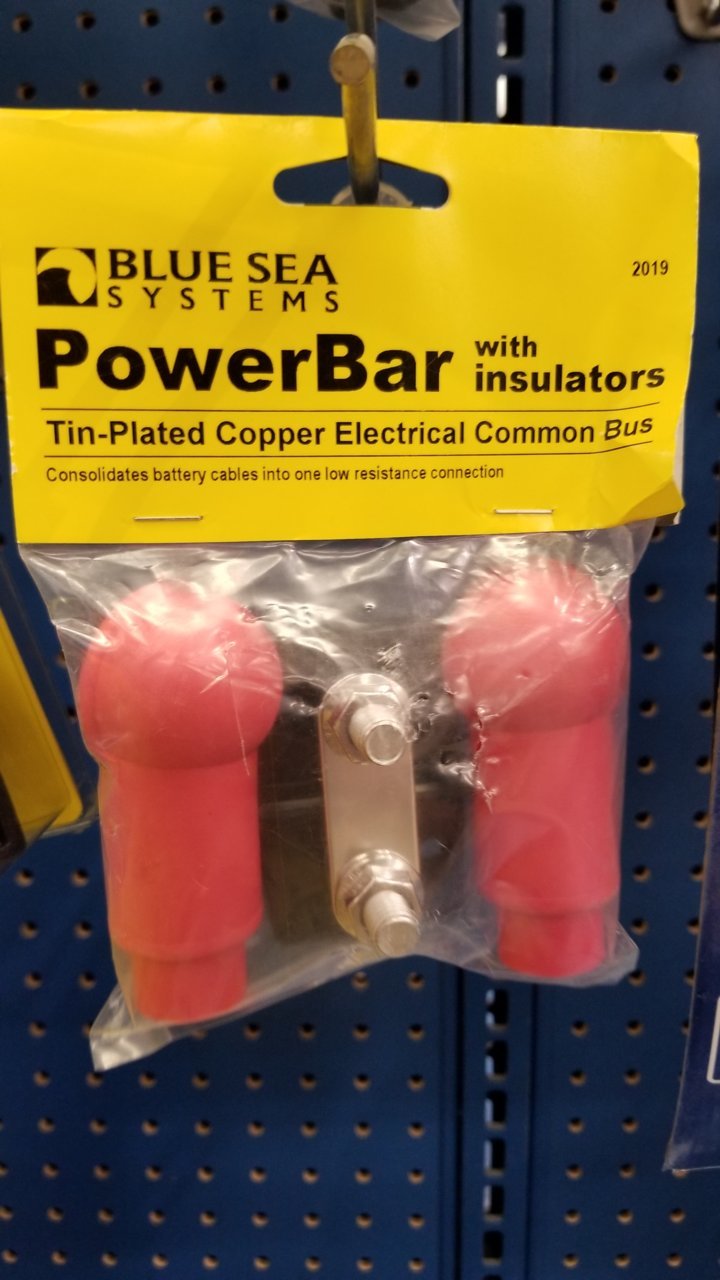 BLUE SEA
SYSTEMS
2019
PowerBar with insulators
Tin-Plated Copper Electrical Common Bus
Consolidates battery cables into one low resistance connection